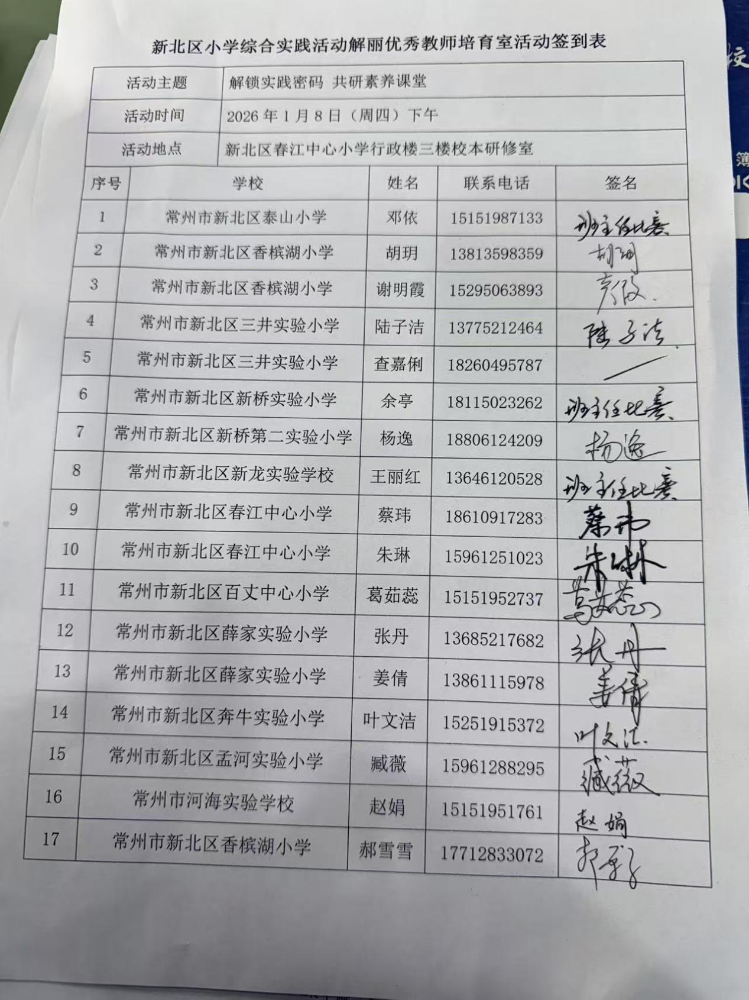 新北区小学综合实践活动解丽优秀教师培育室活动签到表
活动主题 解锁实践密码 共研素养课堂
活动时间 2026年1月8日（周四）下午
活动地点 新北区春江中心小学行政楼三楼校本研修室
序号 学校 姓名 联系电话 签名
1 常州市新北区泰山小学 邓依 15151987133 班主任比赛
2 常州市新北区香槟湖小学 胡玥 13813598359 胡玥
3 常州市新北区香槟湖小学 谢明霞 15295063893
4 常州市新北区三井实验小学 陆子洁 13775212464 陆子洁
5 常州市新北区三井实验小学 查嘉俐 18260495787 —
6 常州市新北区新桥实验小学 余亭 18115023262 班主任比赛
7 常州市新北区新桥第二实验小学 杨逸 18806124209 杨逸
8 常州市新北区新龙实验学校 王丽红 13646120528 班主任比赛
9 常州市新北区春江中心小学 蔡玮 18610917283 蔡玮
10 常州市新北区春江中心小学 朱琳 15961251023 朱琳
11 常州市新北区百丈中心小学 葛茹蕊 15151952737 葛茹蕊
12 常州市新北区薛家实验小学 张丹 13685217682 张丹
13 常州市新北区薛家实验小学 姜倩 13861115978 姜倩
14 常州市新北区奔牛实验小学 叶文洁 15251915372 叶文洁
15 常州市新北区孟河实验小学 臧薇 15961288295 臧薇
16 常州市河海实验学校 赵娟 15151951761 赵娟
17 常州市新北区香槟湖小学 郝雪雪 17712833072
校
簿